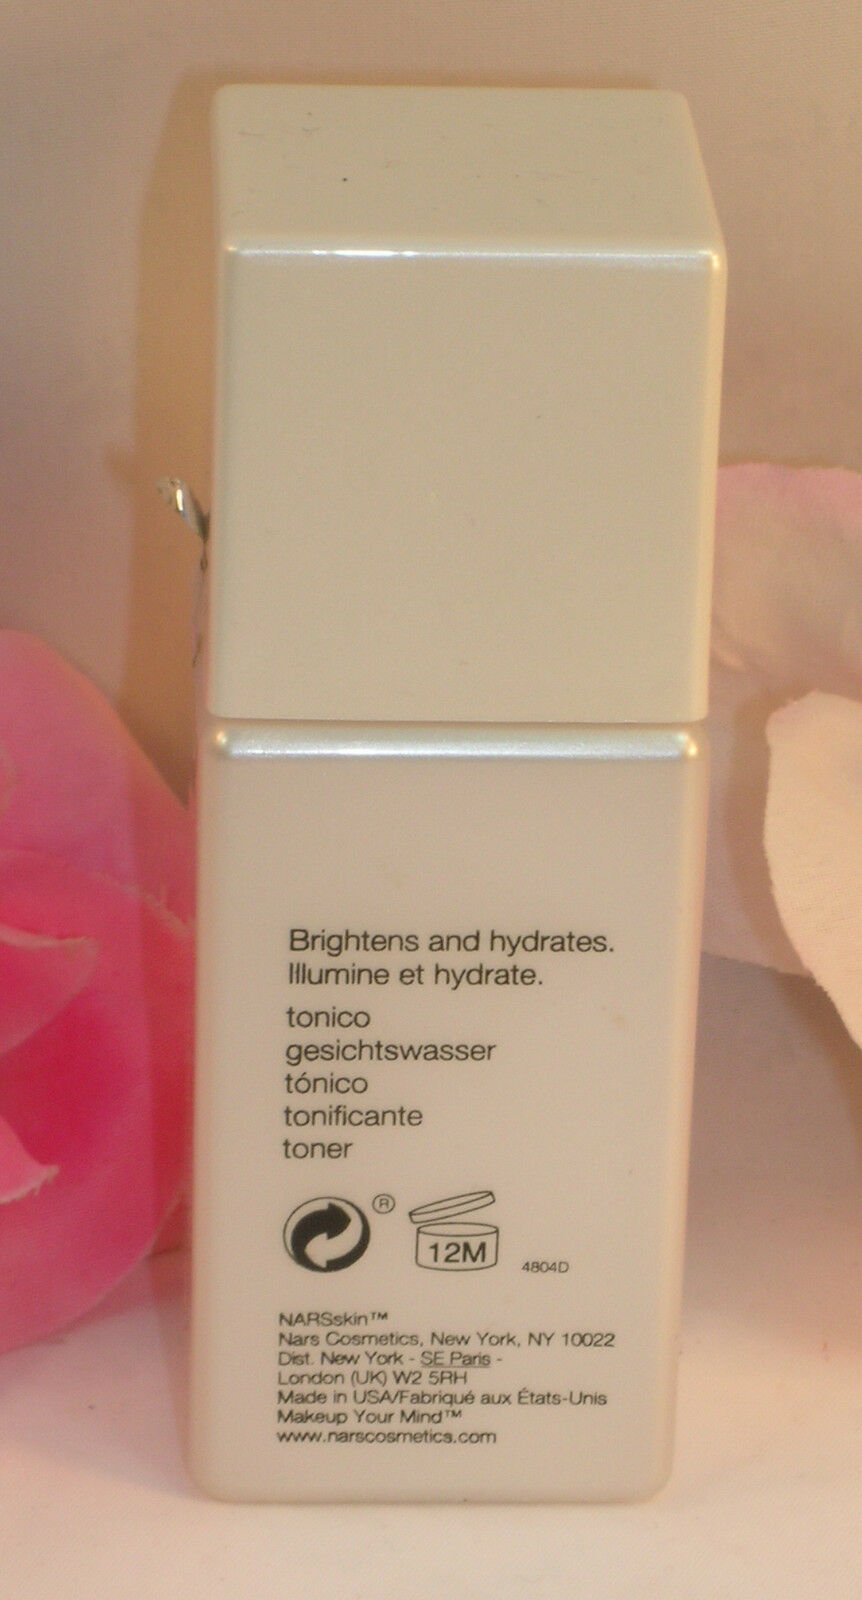 Brightens and hydrates.
Illumine et hydrate.
tonico
gesichtswasser
tónico
tonificante
toner
®
12M
4804D
NARSskin™
Nars Cosmetics, New York, NY 10022
Dist. New York - SE Paris -
London (UK) W2 5RH
Made in USA/Fabriqué aux États-Unis
Makeup Your Mind™
www.narscosmetics.com